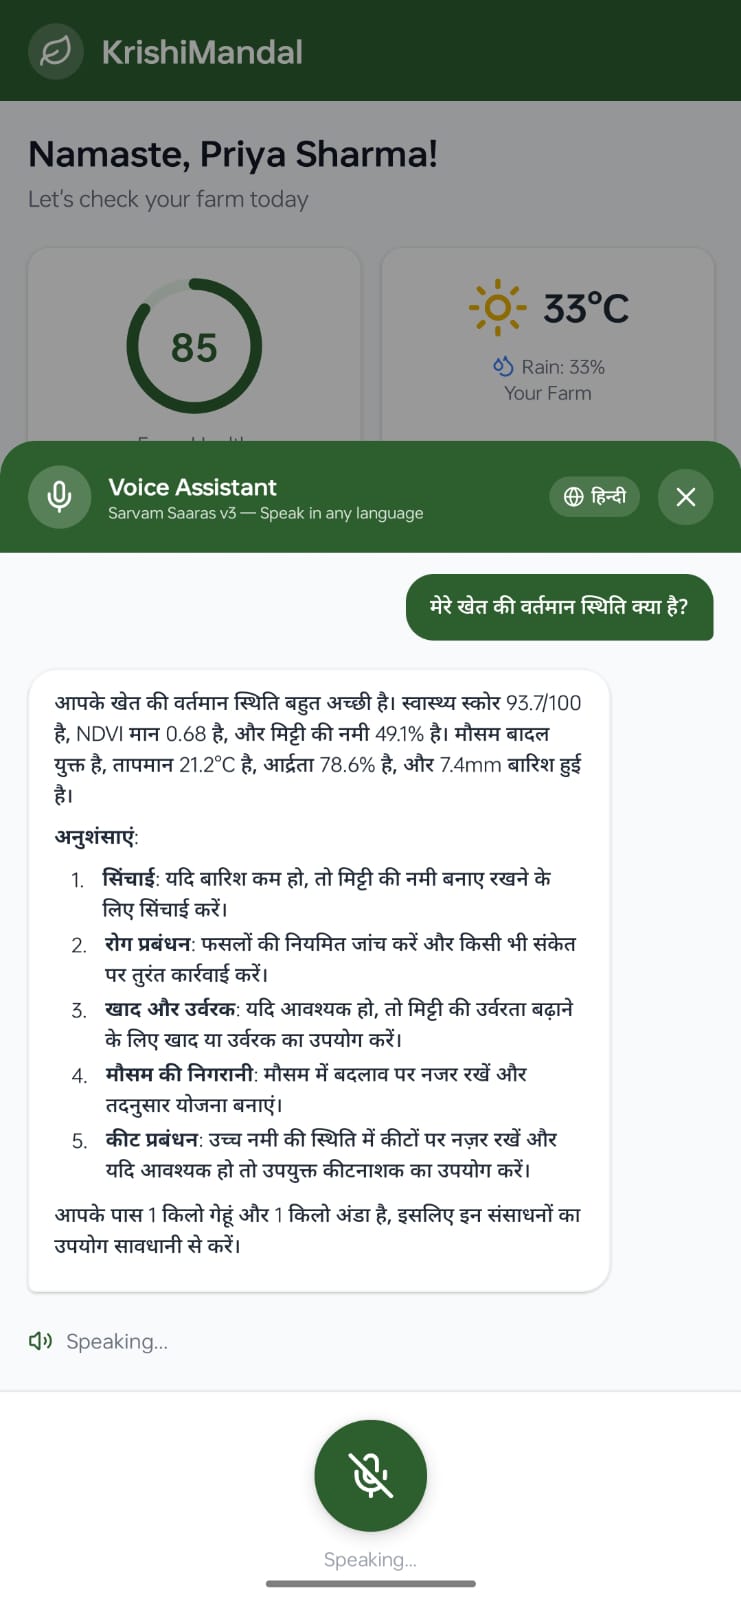 KrishiMandal
Namaste, Priya Sharma!
Let's check your farm today
85
33°C
Rain: 33%
Your Farm
Voice Assistant
Sarvam Saaras v3 — Speak in any language
हिन्दी
मेरे खेत की वर्तमान स्थिति क्या है?
आपके खेत की वर्तमान स्थिति बहुत अच्छी है। स्वास्थ्य स्कोर 93.7/100
है, NDVI मान 0.68 है, और मिट्टी की नमी 49.1% है। मौसम बादल
युक्त है, तापमान 21.2°C है, आर्द्रता 78.6% है, और 7.4mm बारिश हुई
है।
अनुशंसाएं:
1. सिंचाई: यदि बारिश कम हो, तो मिट्टी की नमी बनाए रखने के
लिए सिंचाई करें।
2. रोग प्रबंधन: फसलों की नियमित जांच करें और किसी भी संकेत
पर तुरंत कार्रवाई करें।
3. खाद और उर्वरक: यदि आवश्यक हो, तो मिट्टी की उर्वरता बढ़ाने
के लिए खाद या उर्वरक का उपयोग करें।
4. मौसम की निगरानी: मौसम में बदलाव पर नजर रखें और
तदनुसार योजना बनाएं।
5. कीट प्रबंधन: उच्च नमी की स्थिति में कीटों पर नज़र रखें और
यदि आवश्यक हो तो उपयुक्त कीटनाशक का उपयोग करें।
आपके पास 1 किलो गेहूं और 1 किलो अंडा है, इसलिए इन संसाधनों का
उपयोग सावधानी से करें।
Speaking...
Speaking...